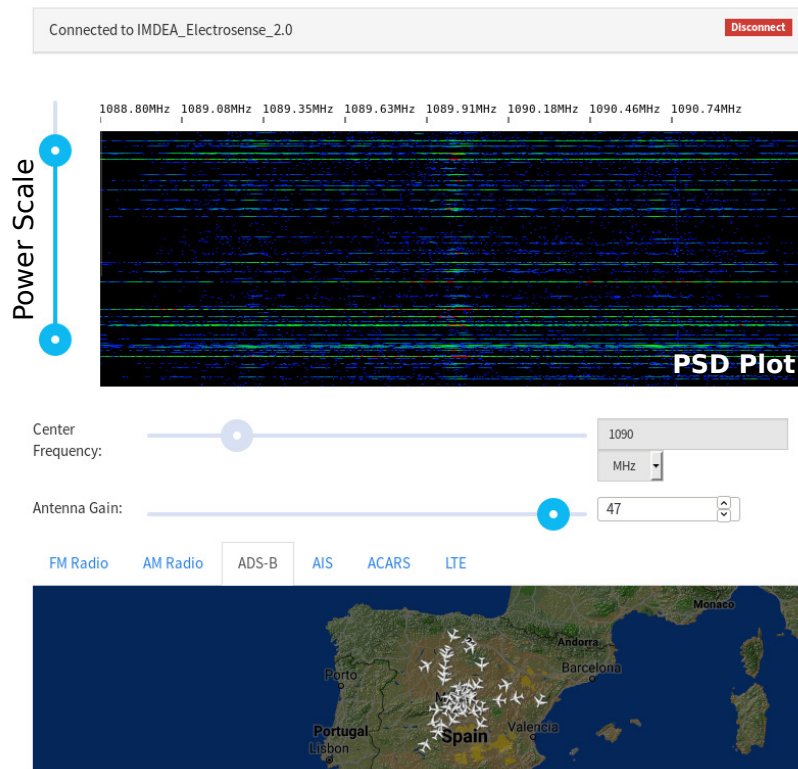 Connected to IMDEA_Electrosense_2.0
Disconnect
1088.80MHz 1089.08MHz 1089.35MHz 1089.63MHz 1089.91MHz 1090.18MHz 1090.46MHz 1090.74MHz
Power Scale
PSD Plot
Center
Frequency:
1090
MHz
Antenna Gain:
47
FM Radio AM Radio ADS-B AIS ACARS LTE
Monaco
Andorra
Barcelona
Porto
Portugal
Valencia
Spain
Lisbon